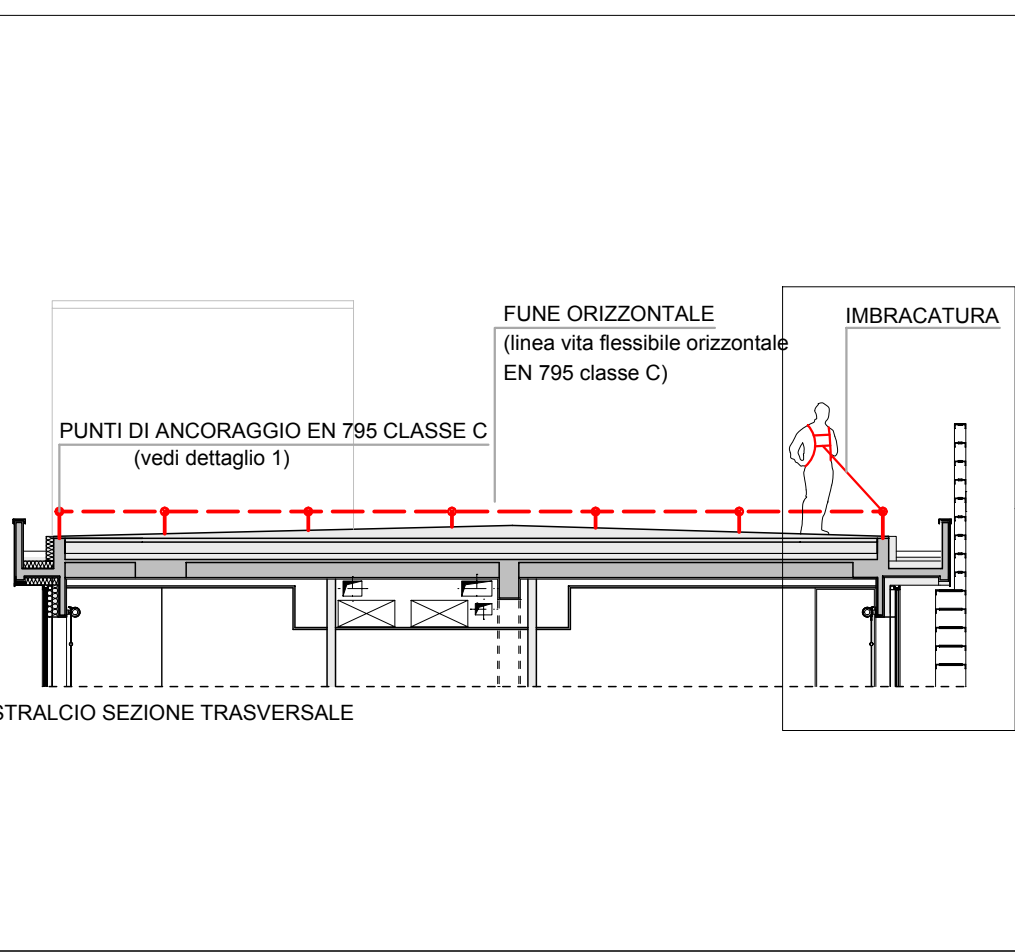 FUNE ORIZZONTALE
(linea vita flessibile orizzontale
EN 795 classe C)
IMBRACATURA
PUNTI DI ANCORAGGIO EN 795 CLASSE C
(vedi dettaglio 1)
STRALCIO SEZIONE TRASVERSALE